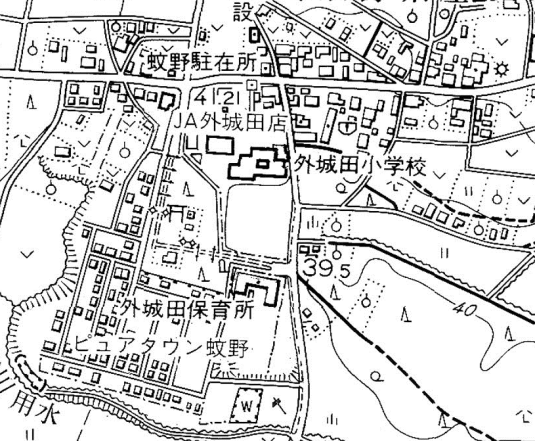 設
蚊野駐在所
41.21
JA外城田店
外城田小学校
39.5
40
外城田保育所
ピュアタウン蚊野
W
用水